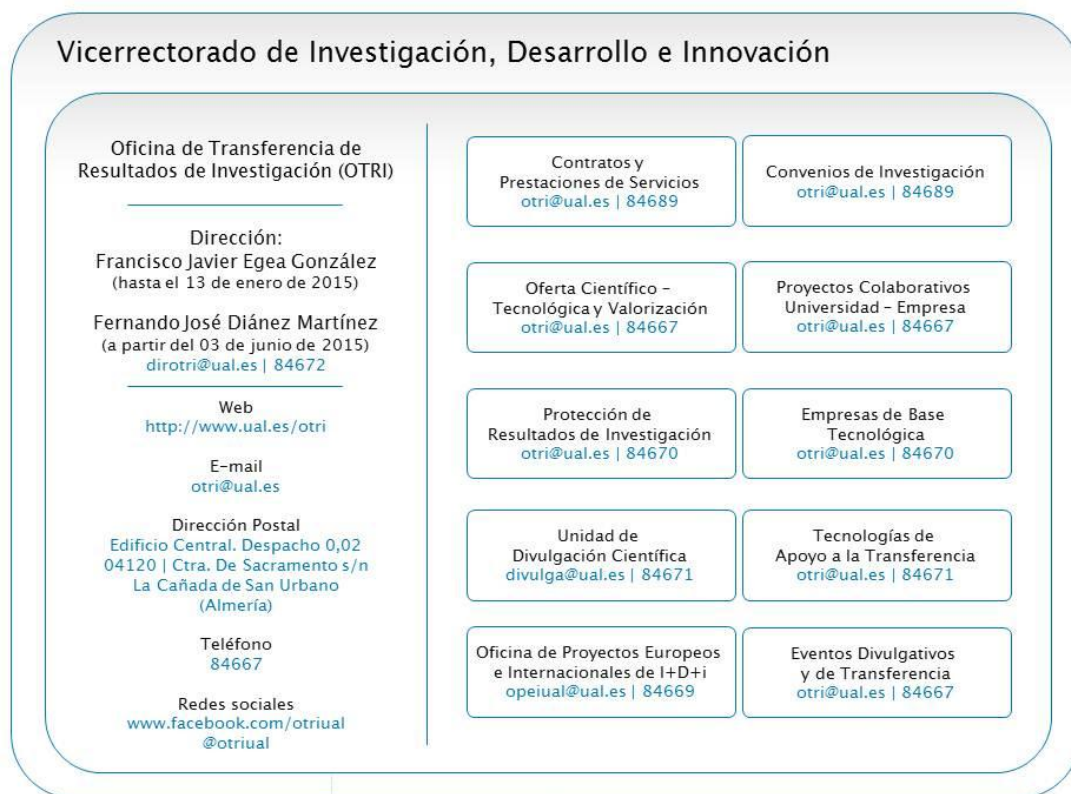 Vicerrectorado de Investigación, Desarrollo e Innovación
Oficina de Transferencia de
Resultados de Investigación (OTRI)
Dirección:
Francisco Javier Egea González
(hasta el 13 de enero de 2015)
Fernando José Diánez Martínez
(a partir del 03 de junio de 2015)
dirotri@ual.es | 84672
Web
http://www.ual.es/otri
E-mail
otri@ual.es
Dirección Postal
Edificio Central. Despacho 0,02
04120 | Ctra. De Sacramento s/n
La Cañada de San Urbano
(Almería)
Teléfono
84667
Redes sociales
www.facebook.com/otriual
@otriual
Contratos y
Prestaciones de Servicios
otri@ual.es | 84689
Convenios de Investigación
otri@ual.es | 84689
Oferta Científico –
Tecnológica y Valorización
otri@ual.es | 84667
Proyectos Colaborativos
Universidad – Empresa
otri@ual.es | 84667
Protección de
Resultados de Investigación
otri@ual.es | 84670
Empresas de Base
Tecnológica
otri@ual.es | 84670
Unidad de
Divulgación Científica
divulga@ual.es | 84671
Tecnologías de
Apoyo a la Transferencia
otri@ual.es | 84671
Oficina de Proyectos Europeos
e Internacionales de I+D+i
opeiual@ual.es | 84669
Eventos Divulgativos
y de Transferencia
otri@ual.es | 84667